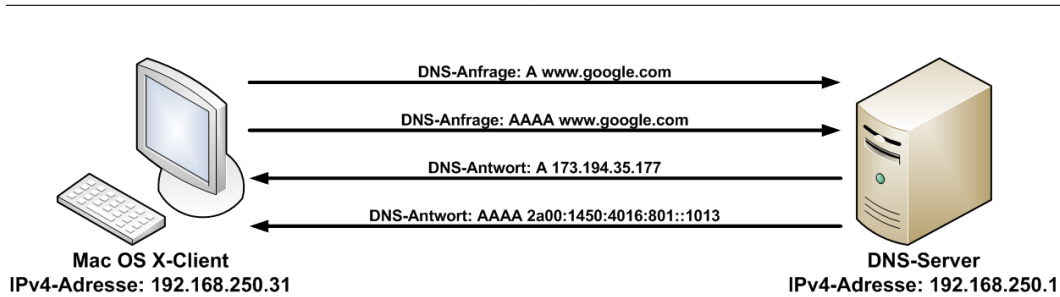 DNS-Anfrage: A www.google.com
DNS-Anfrage: AAAA www.google.com
DNS-Antwort: A 173.194.35.177
DNS-Antwort: AAAA 2a00:1450:4016:801::1013
Mac OS X-Client
IPv4-Adresse: 192.168.250.31
DNS-Server
IPv4-Adresse: 192.168.250.1